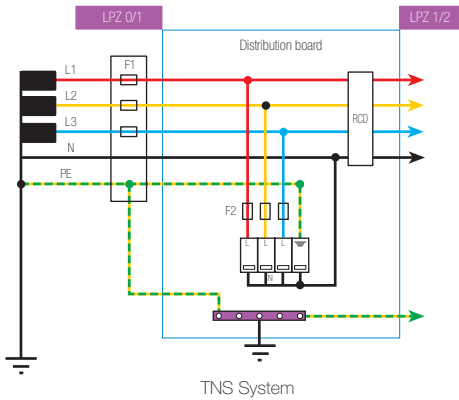 LPZ 0/1
LPZ 1/2
Distribution board
F1
L1
L2
L3
N
PE
RCD
F2
L
L
L
N
TNS System